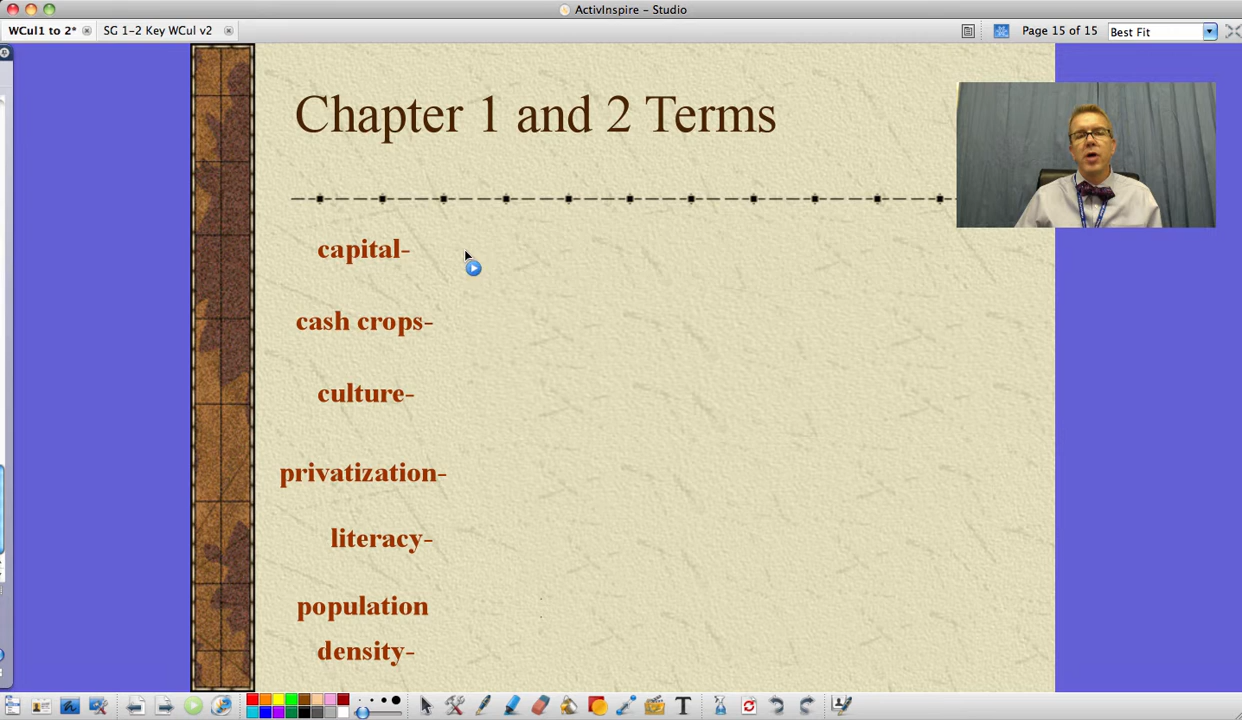 ActivInspire - Studio
WCul1 to 2*
SG 1-2 Key WCul v2
Page 15 of 15
Best Fit
Chapter 1 and 2 Terms
capital-
cash crops-
culture-
privatization-
literacy-
population
density-
T